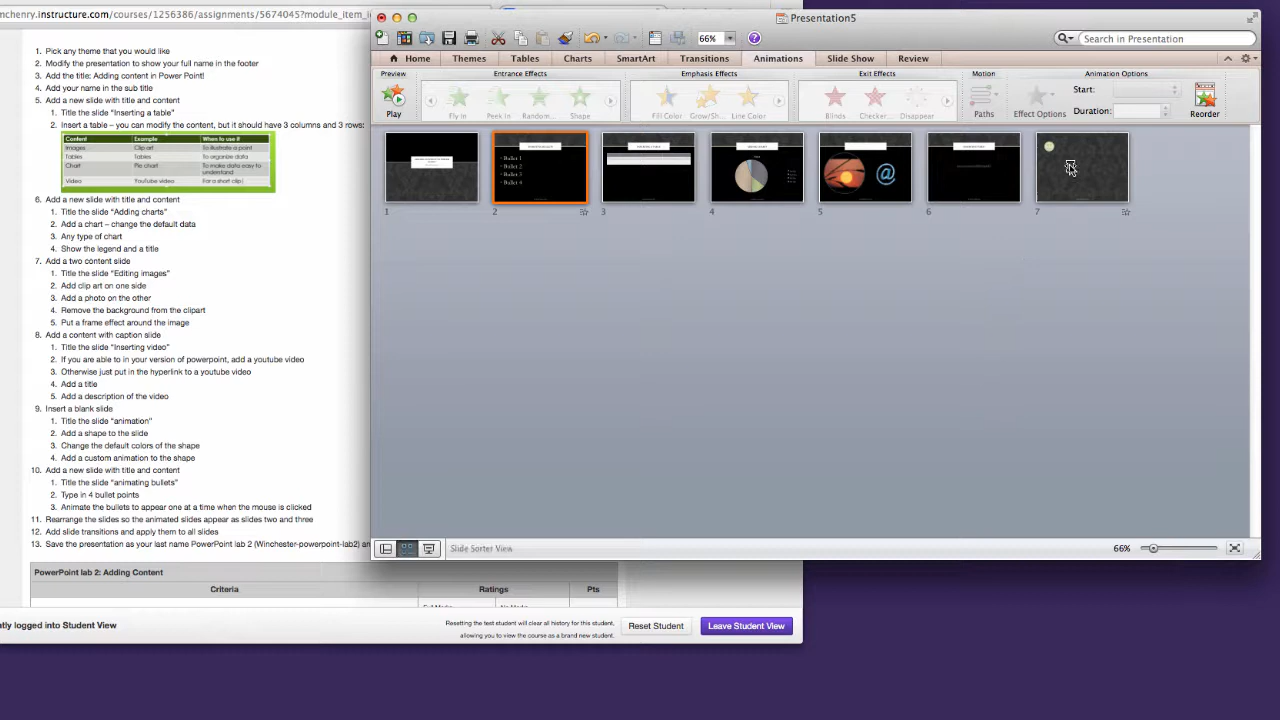 mchenry.instructure.com/courses/1256386/assignments/5674045?module_item_i
1. Pick any theme that you would like
2. Modify the presentation to show your full name in the footer
3. Add the title: Adding content in Power Point!
4. Add your name in the sub title
5. Add a new slide with title and content
1. Title the slide "Inserting a table"
2. Insert a table – you can modify the content, but it should have 3 columns and 3 rows:
Content Example When to use it
Images Clip art To illustrate a point
Tables Tables To organize data
Chart Pie chart To make data easy to understand
Video Youtube video For a short clip
6. Add a new slide with title and content
1. Title the slide "Adding charts"
2. Add a chart – change the default data
3. Any type of chart
4. Show the legend and a title
7. Add a two content slide
1. Title the slide "Editing images"
2. Add clip art on one side
3. Add a photo on the other
4. Remove the background from the clipart
5. Put a frame effect around the image
8. Add a content with caption slide
1. Title the slide "Inserting video"
2. If you are able to in your version of powerpoint, add a youtube video
3. Otherwise just put in the hyperlink to a youtube video
4. Add a title
5. Add a description of the video
9. Insert a blank slide
1. Title the slide "animation"
2. Add a shape to the slide
3. Change the default colors of the shape
4. Add a custom animation to the shape
10. Add a new slide with title and content
1. Title the slide "animating bullets"
2. Type in 4 bullet points
3. Animate the bullets to appear one at a time when the mouse is clicked
11. Rearrange the slides so the animated slides appear as slides two and three
12. Add slide transitions and apply them to all slides
13. Save the presentation as your last name PowerPoint lab 2 (Winchester-powerpoint-lab2) an
PowerPoint lab 2: Adding Content
Criteria Ratings Pts
ntly logged into Student View
Resetting the test student will clear all history for this student,
allowing you to view the course as a brand new student.
Reset Student
Leave Student View
Presentation5
66%
Search in Presentation
Home Themes Tables Charts SmartArt Transitions Animations Slide Show Review
Preview Entrance Effects Emphasis Effects Exit Effects Motion Animation Options
Play Fly In Peek In Random... Shape Fill Color Grow/Sh... Line Color Blinds Checker... Disappear Paths Effect Options Start: Duration: Reorder
• Bullet 1
• Bullet 2
• Bullet 3
• Bullet 4
@
1 2 3 4 5 6 7
Slide Sorter View
66%